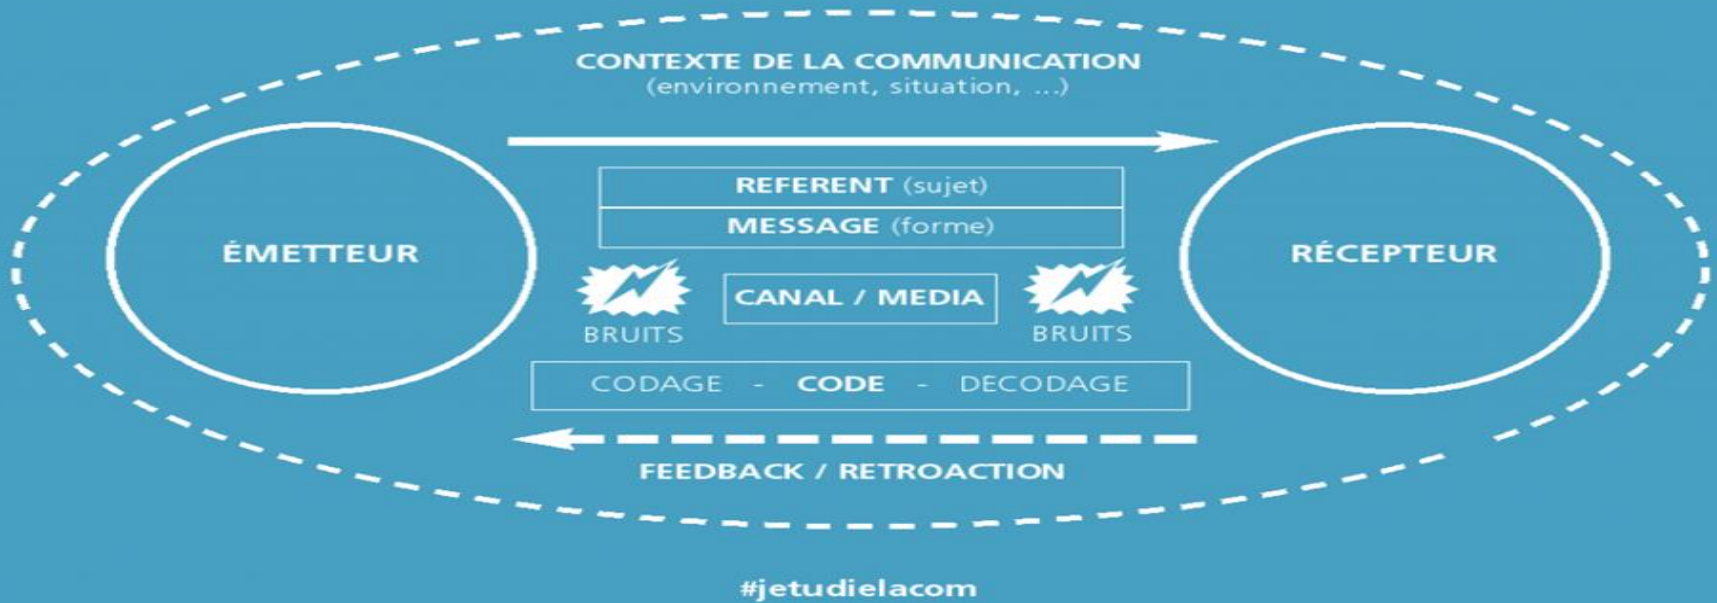 CONTEXTE DE LA COMMUNICATION
(environnement, situation, ...)
REFERENT (sujet)
MESSAGE (forme)
ÉMETTEUR
RÉCEPTEUR
CANAL / MEDIA
BRUITS
BRUITS
CODAGE - CODE - DÉCODAGE
FEEDBACK / RETROACTION
#jetudielacom